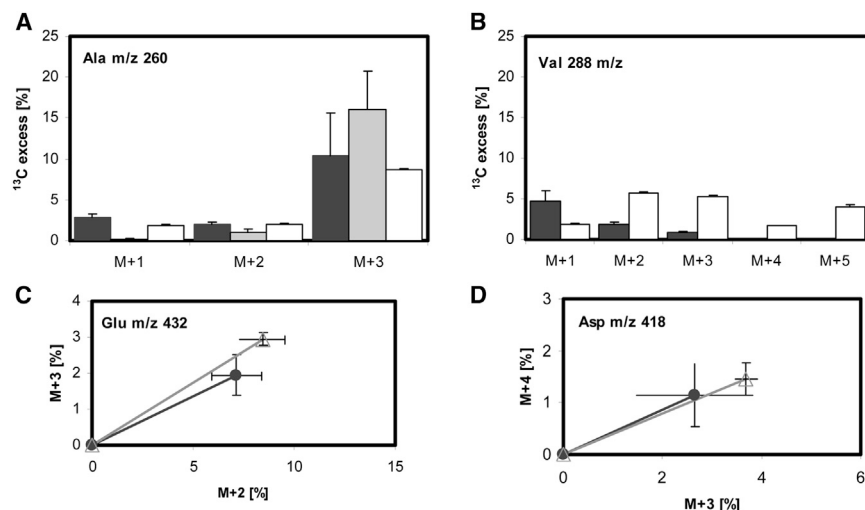 A
Ala m/z 260
¹³C excess [%]
25
20
15
10
5
0
M+1 M+2 M+3
B
Val 288 m/z
¹³C excess [%]
25
20
15
10
5
0
M+1 M+2 M+3 M+4 M+5
C
Glu m/z 432
M+3 [%]
4
3
2
1
0
0 5 10 15
M+2 [%]
D
Asp m/z 418
M+4 [%]
3
2
1
0
0 2 4 6
M+3 [%]